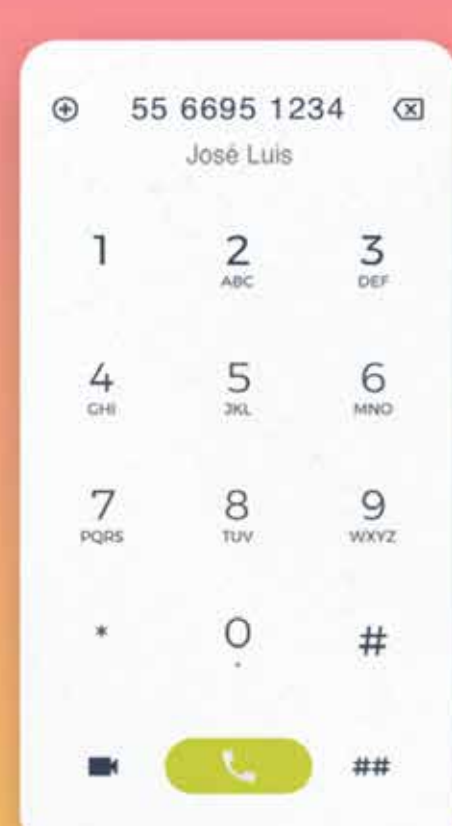 55 6695 1234
José Luis
1 2 3
ABC DEF
4 5 6
GHI JKL MNO
7 8 9
PQRS TUV WXYZ
* 0 #
##